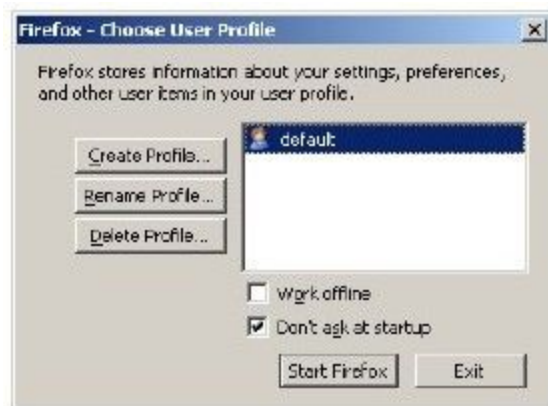 Firefox - Choose User Profile
Firefox stores information about your settings, preferences,
and other user items in your user profile.
Create Profile...
Rename Profile...
Delete Profile...
default
Work offline
Don't ask at startup
Start Firefox
Exit